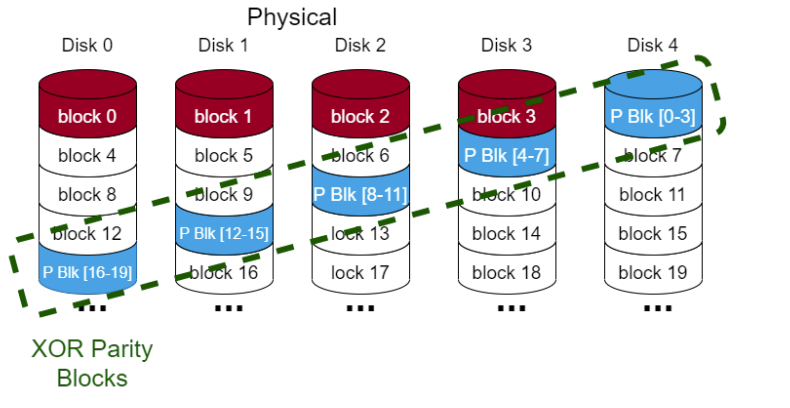 Physical
Disk 0 Disk 1 Disk 2 Disk 3 Disk 4
block 0 block 1 block 2 block 3 P Blk [0-3]
block 4 block 5 block 6 P Blk [4-7] block 7
block 8 block 9 P Blk [8-11] block 10 block 11
block 12 P Blk [12-15] lock 13 block 14 block 15
P Blk [16-19] block 16 lock 17 block 18 block 19
... ... ... ... ...
XOR Parity
Blocks